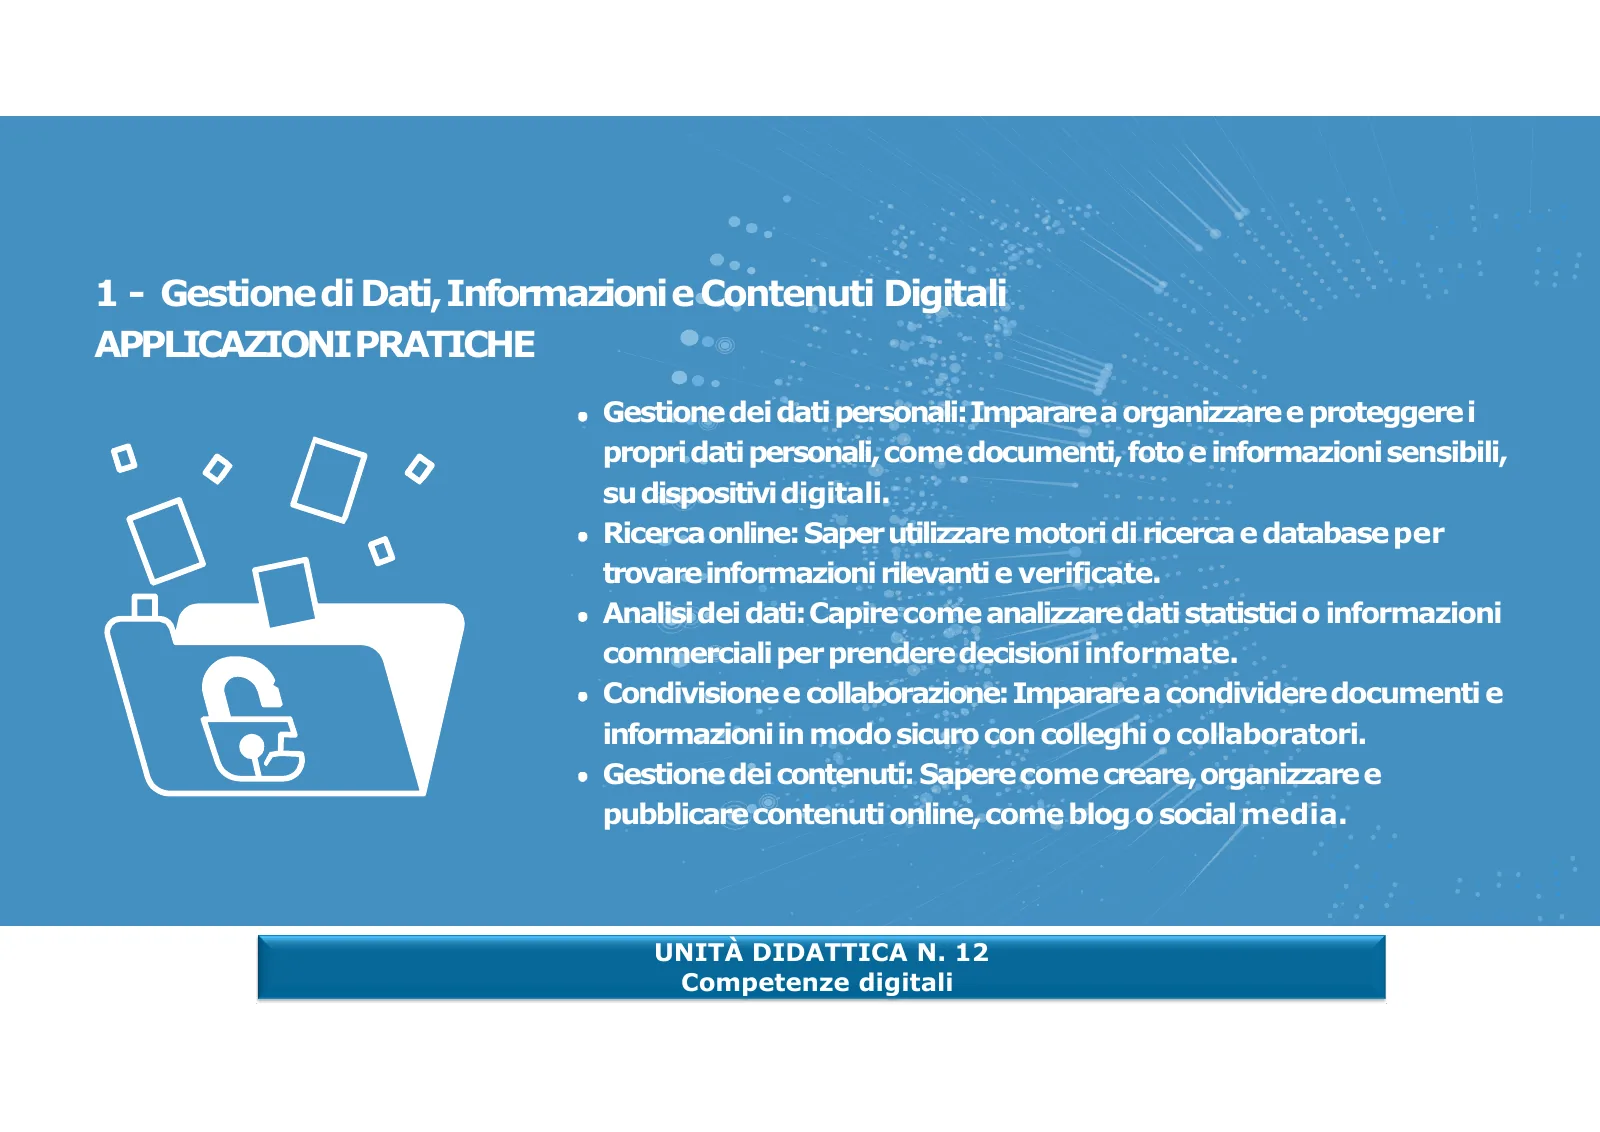 1 - Gestione di Dati, Informazioni e Contenuti Digitali
APPLICAZIONI PRATICHE
• Gestione dei dati personali: Imparare a organizzare e proteggere i
propri dati personali, come documenti, foto e informazioni sensibili,
su dispositivi digitali.
• Ricerca online: Saper utilizzare motori di ricerca e database per
trovare informazioni rilevanti e verificate.
• Analisi dei dati: Capire come analizzare dati statistici o informazioni
commerciali per prendere decisioni informate.
• Condivisione e collaborazione: Imparare a condividere documenti e
informazioni in modo sicuro con colleghi o collaboratori.
• Gestione dei contenuti: Sapere come creare, organizzare e
pubblicare contenuti online, come blog o social media.
UNITÀ DIDATTICA N. 12
Competenze digitali